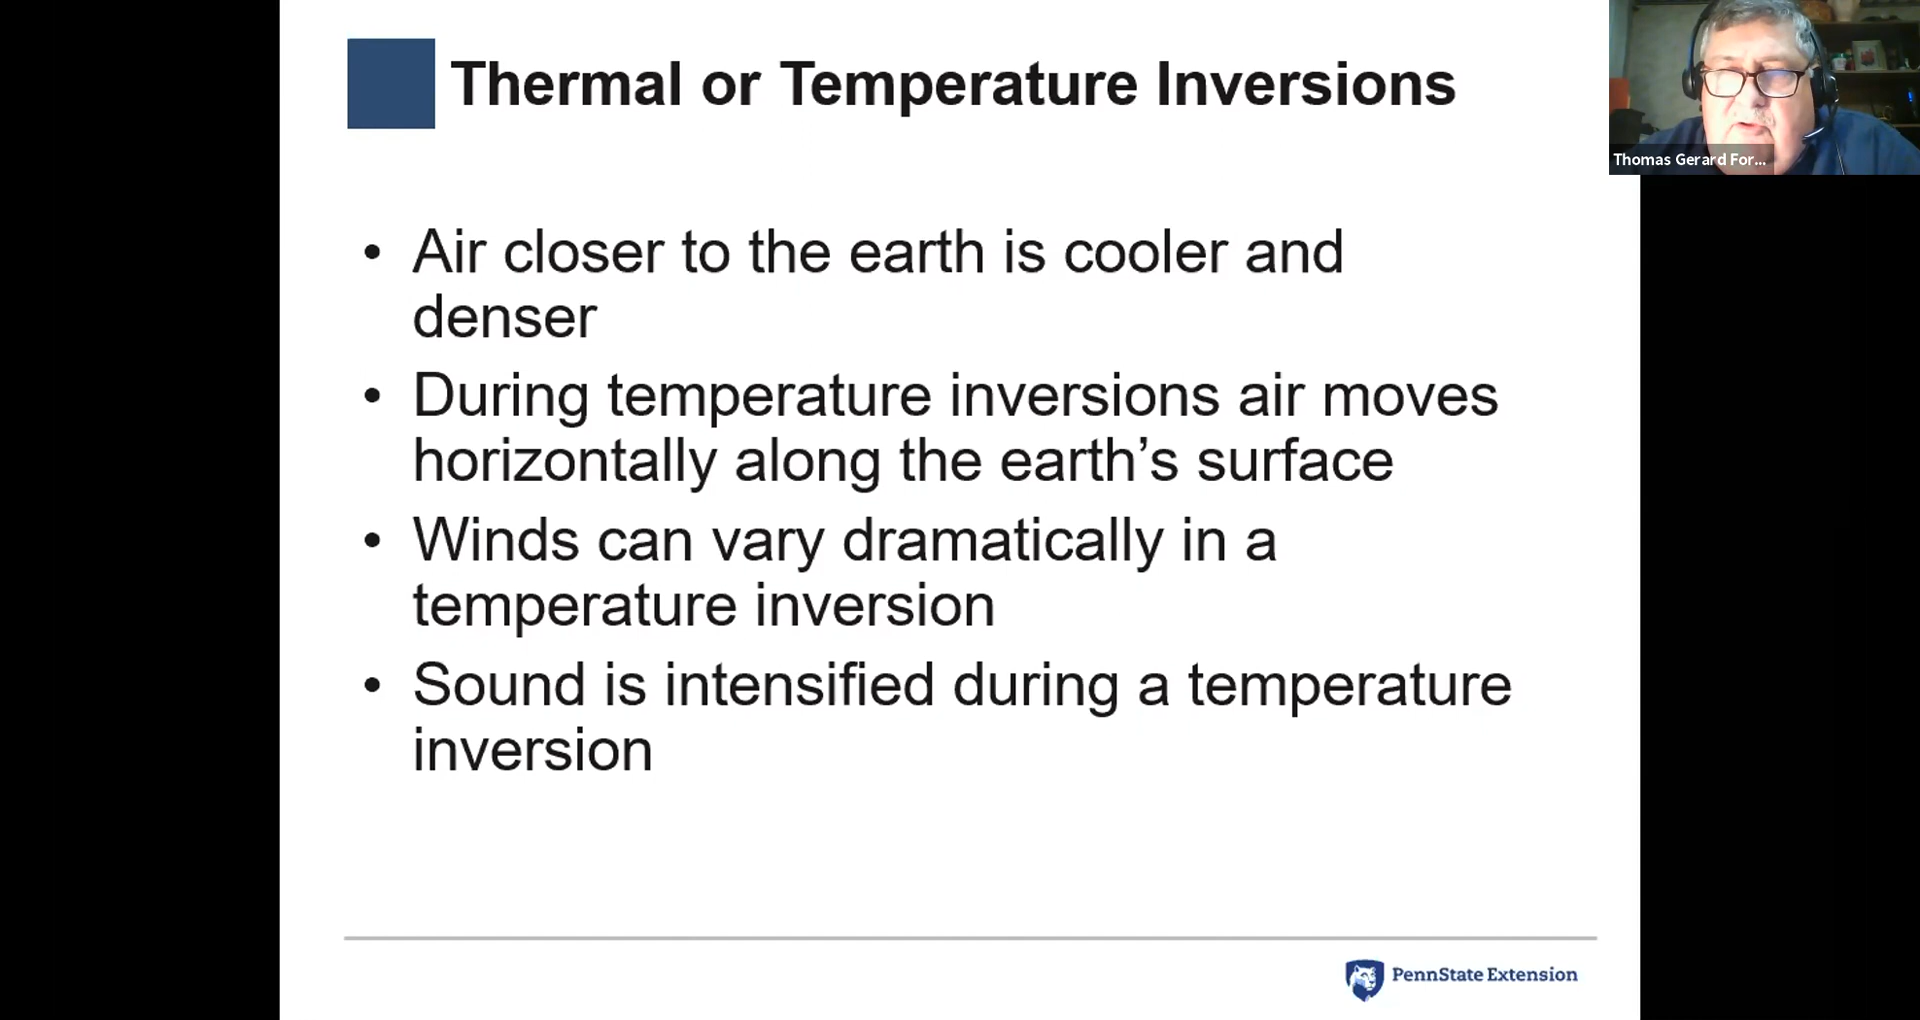 Thermal or Temperature Inversions
Thomas Gerard For...
• Air closer to the earth is cooler and
denser
• During temperature inversions air moves
horizontally along the earth’s surface
• Winds can vary dramatically in a
temperature inversion
• Sound is intensified during a temperature
inversion
PennState Extension